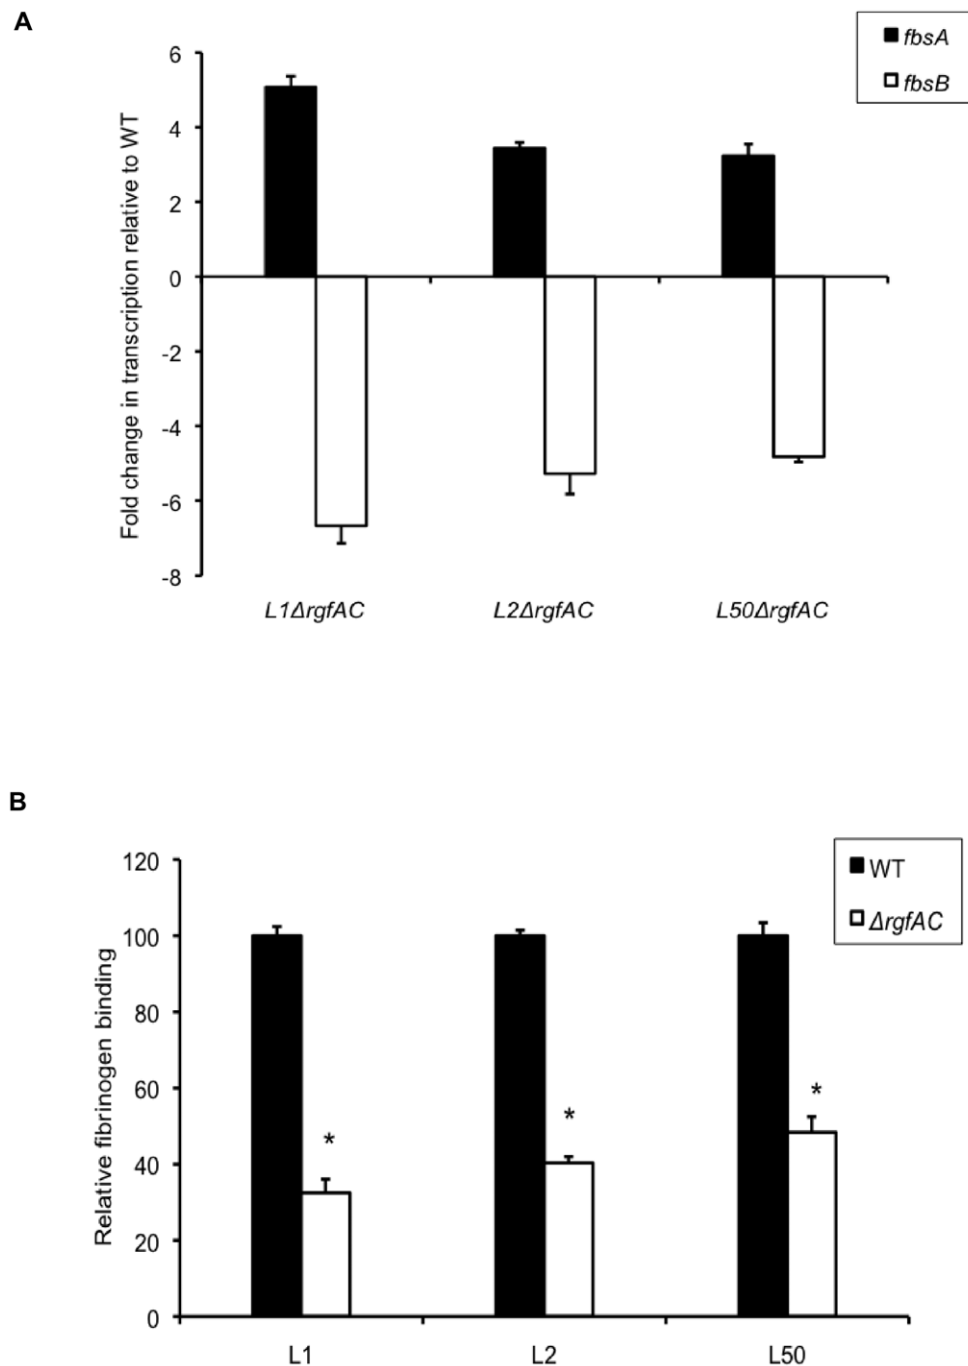 A
fbsA
fbsB
Fold change in transcription relative to WT
6
4
2
0
-2
-4
-6
-8
L1ΔrgfAC
L2ΔrgfAC
L50ΔrgfAC
B
WT
ΔrgfAC
Relative fibrinogen binding
120
100
80
60
40
20
0
*
*
*
L1
L2
L50